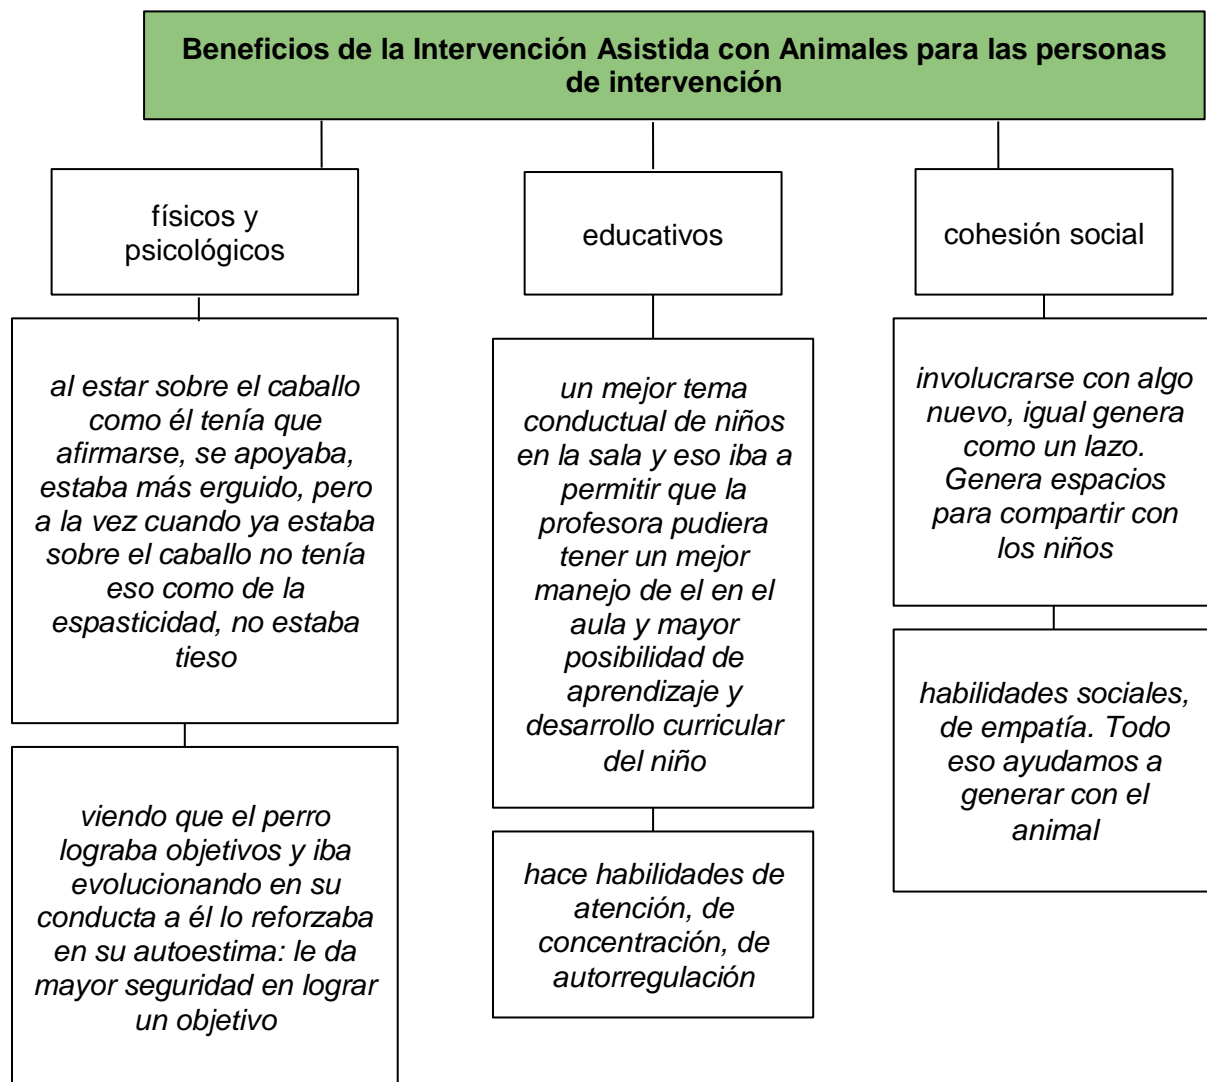 Beneficios de la Intervención Asistida con Animales para las personas
de intervención
físicos y
psicológicos
educativos
cohesión social
al estar sobre el caballo
como él tenía que
afirmarse, se apoyaba,
estaba más erguido, pero
a la vez cuando ya estaba
sobre el caballo no tenía
eso como de la
espasticidad, no estaba
tieso
viendo que el perro
lograba objetivos y iba
evolucionando en su
conducta a él lo reforzaba
en su autoestima: le da
mayor seguridad en lograr
un objetivo
un mejor tema
conductual de niños
en la sala y eso iba a
permitir que la
profesora pudiera
tener un mejor
manejo de el en el
aula y mayor
posibilidad de
aprendizaje y
desarrollo curricular
del niño
hace habilidades de
atención, de
concentración, de
autorregulación
involucrarse con algo
nuevo, igual genera
como un lazo.
Genera espacios
para compartir con
los niños
habilidades sociales,
de empatía. Todo
eso ayudamos a
generar con el
animal